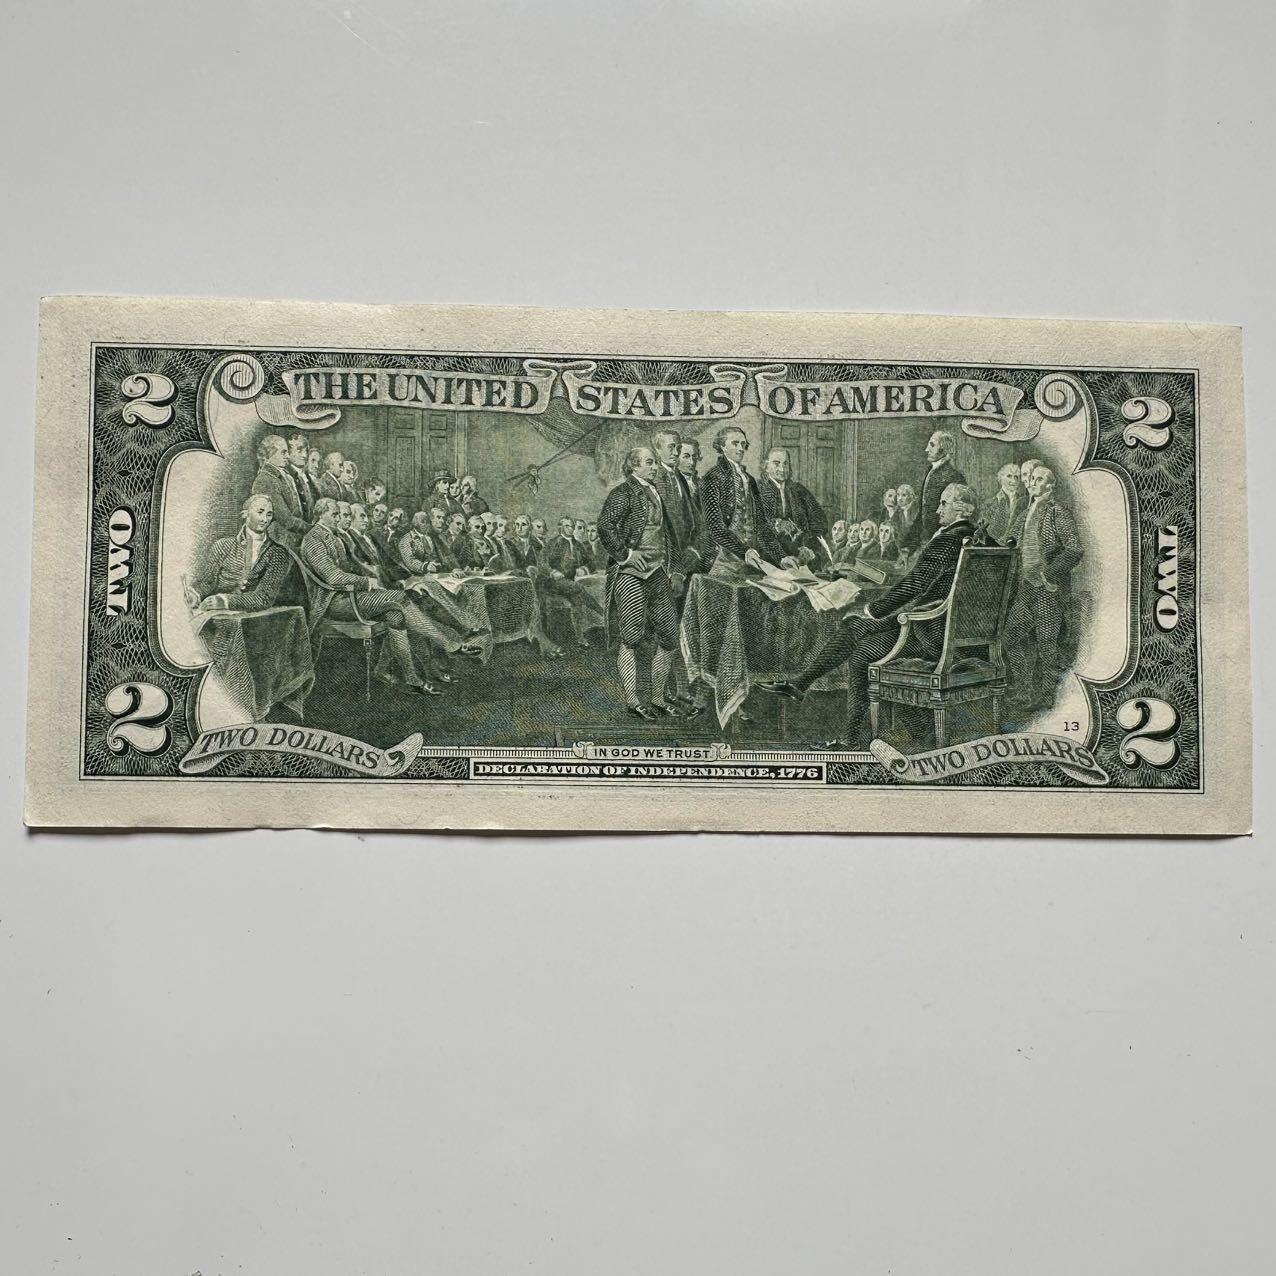 THE UNITED STATES OF AMERICA
2
2
TWO
TWO
2
2
13
TWO DOLLARS
IN GOD WE TRUST
TWO DOLLARS
DECLARATION OF INDEPENDENCE, 1776